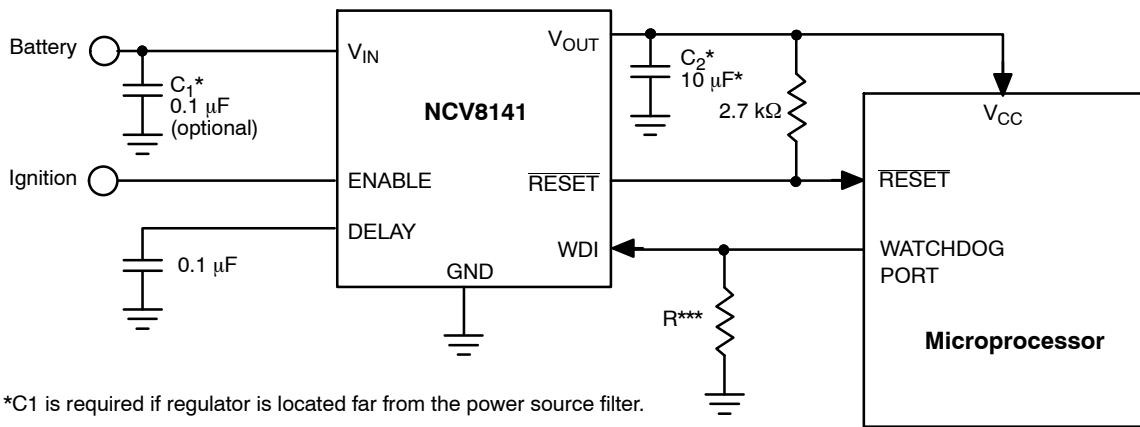 Battery
C1*
0.1 µF
(optional)
Ignition
0.1 µF
VIN
ENABLE
DELAY
GND
NCV8141
VOUT
RESET
WDI
C2*
10 µF*
2.7 kΩ
R***
VCC
RESET
WATCHDOG
PORT
Microprocessor
*C1 is required if regulator is located far from the power source filter.